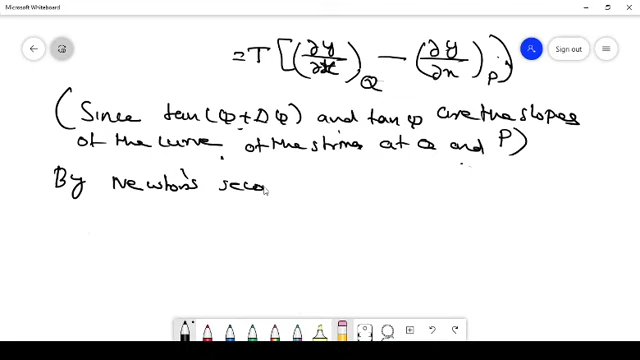 Microsoft Whiteboard
Sign out
= T [ (∂y/∂x)_Q — (∂y/∂x)_P ]
(Since tan(φ+Δφ) and tan φ are the slopes
of the curve of the string at Q and P)
By Newton's seco